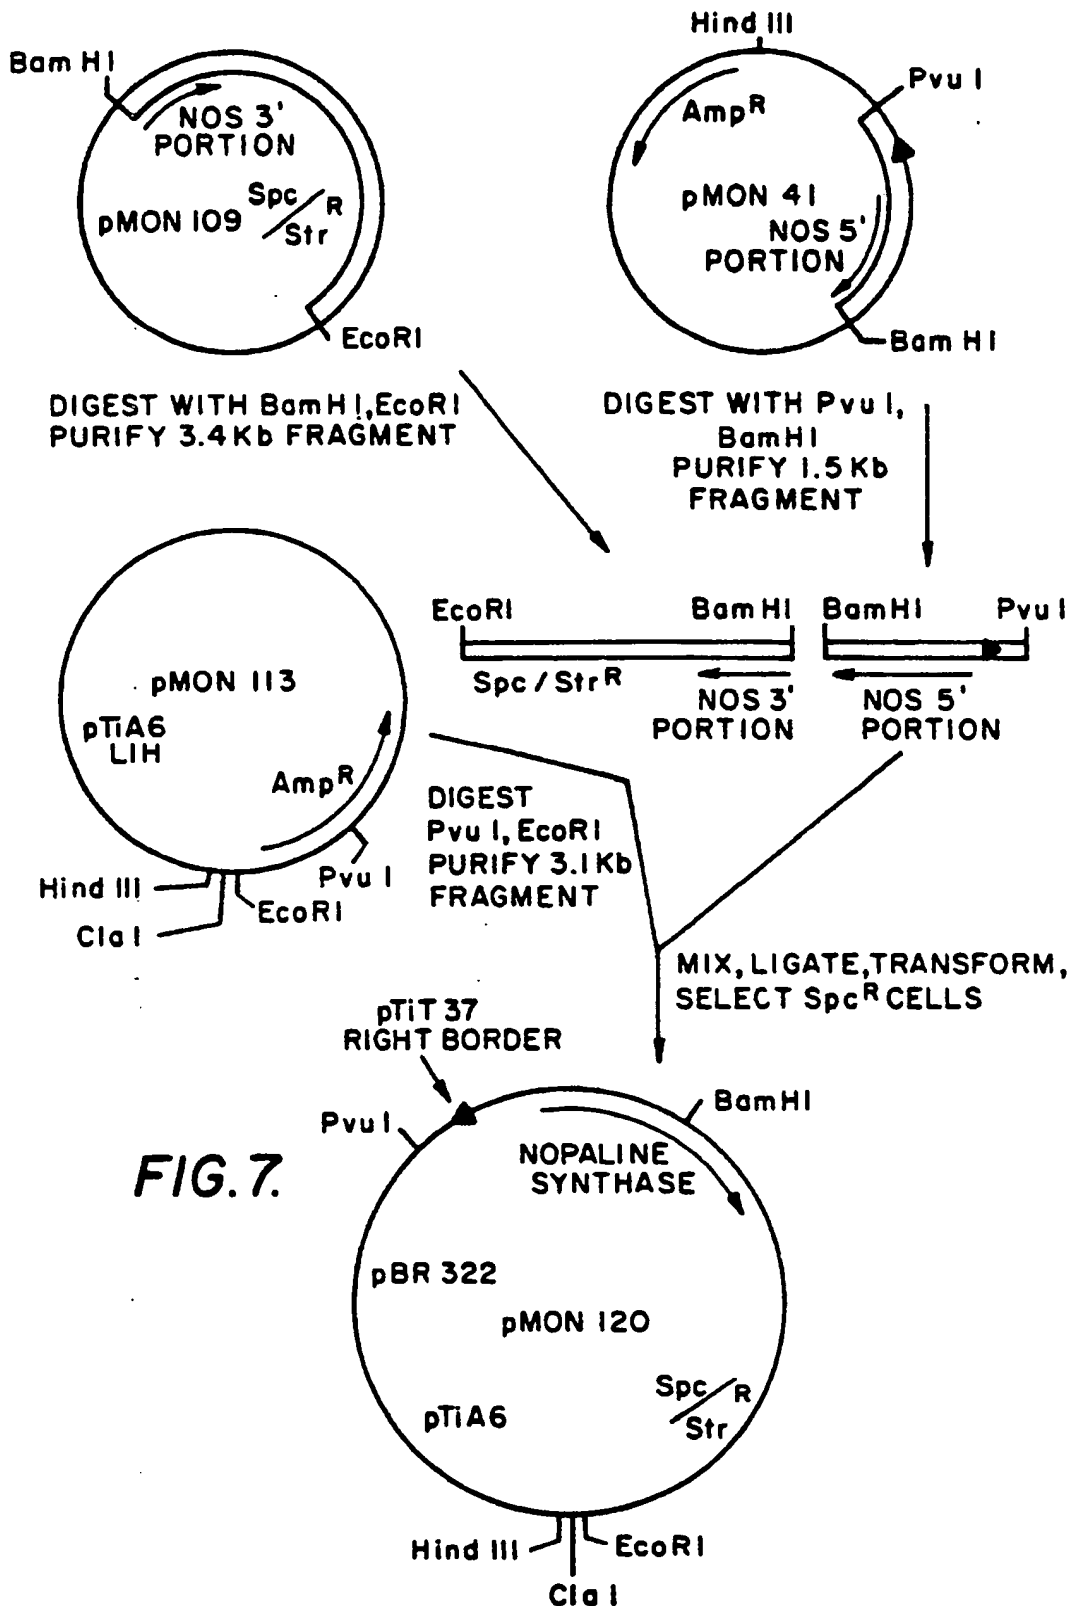 Bam HI
NOS 3'
PORTION
pMON 109
Spc/Str R
EcoRI
Hind III
Pvu I
Amp R
pMON 41
NOS 5'
PORTION
Bam HI
DIGEST WITH Bam HI, EcoRI
PURIFY 3.4 Kb FRAGMENT
DIGEST WITH Pvu I,
BamHI
PURIFY 1.5 Kb
FRAGMENT
EcoRI
BamHI
BamHI
Pvu I
Spc/Str R
NOS 3'
PORTION
NOS 5'
PORTION
pMON 113
pTiA6
LIH
Amp R
Hind III
Cla I
EcoRI
Pvu I
DIGEST
Pvu I, EcoRI
PURIFY 3.1 Kb
FRAGMENT
MIX, LIGATE, TRANSFORM,
SELECT Spc R CELLS
pTiT 37
RIGHT BORDER
Pvu I
BamHI
NOPALINE
SYNTHASE
FIG. 7.
pBR 322
pMON 120
Spc/Str R
pTiA6
Hind III
EcoRI
Cla I